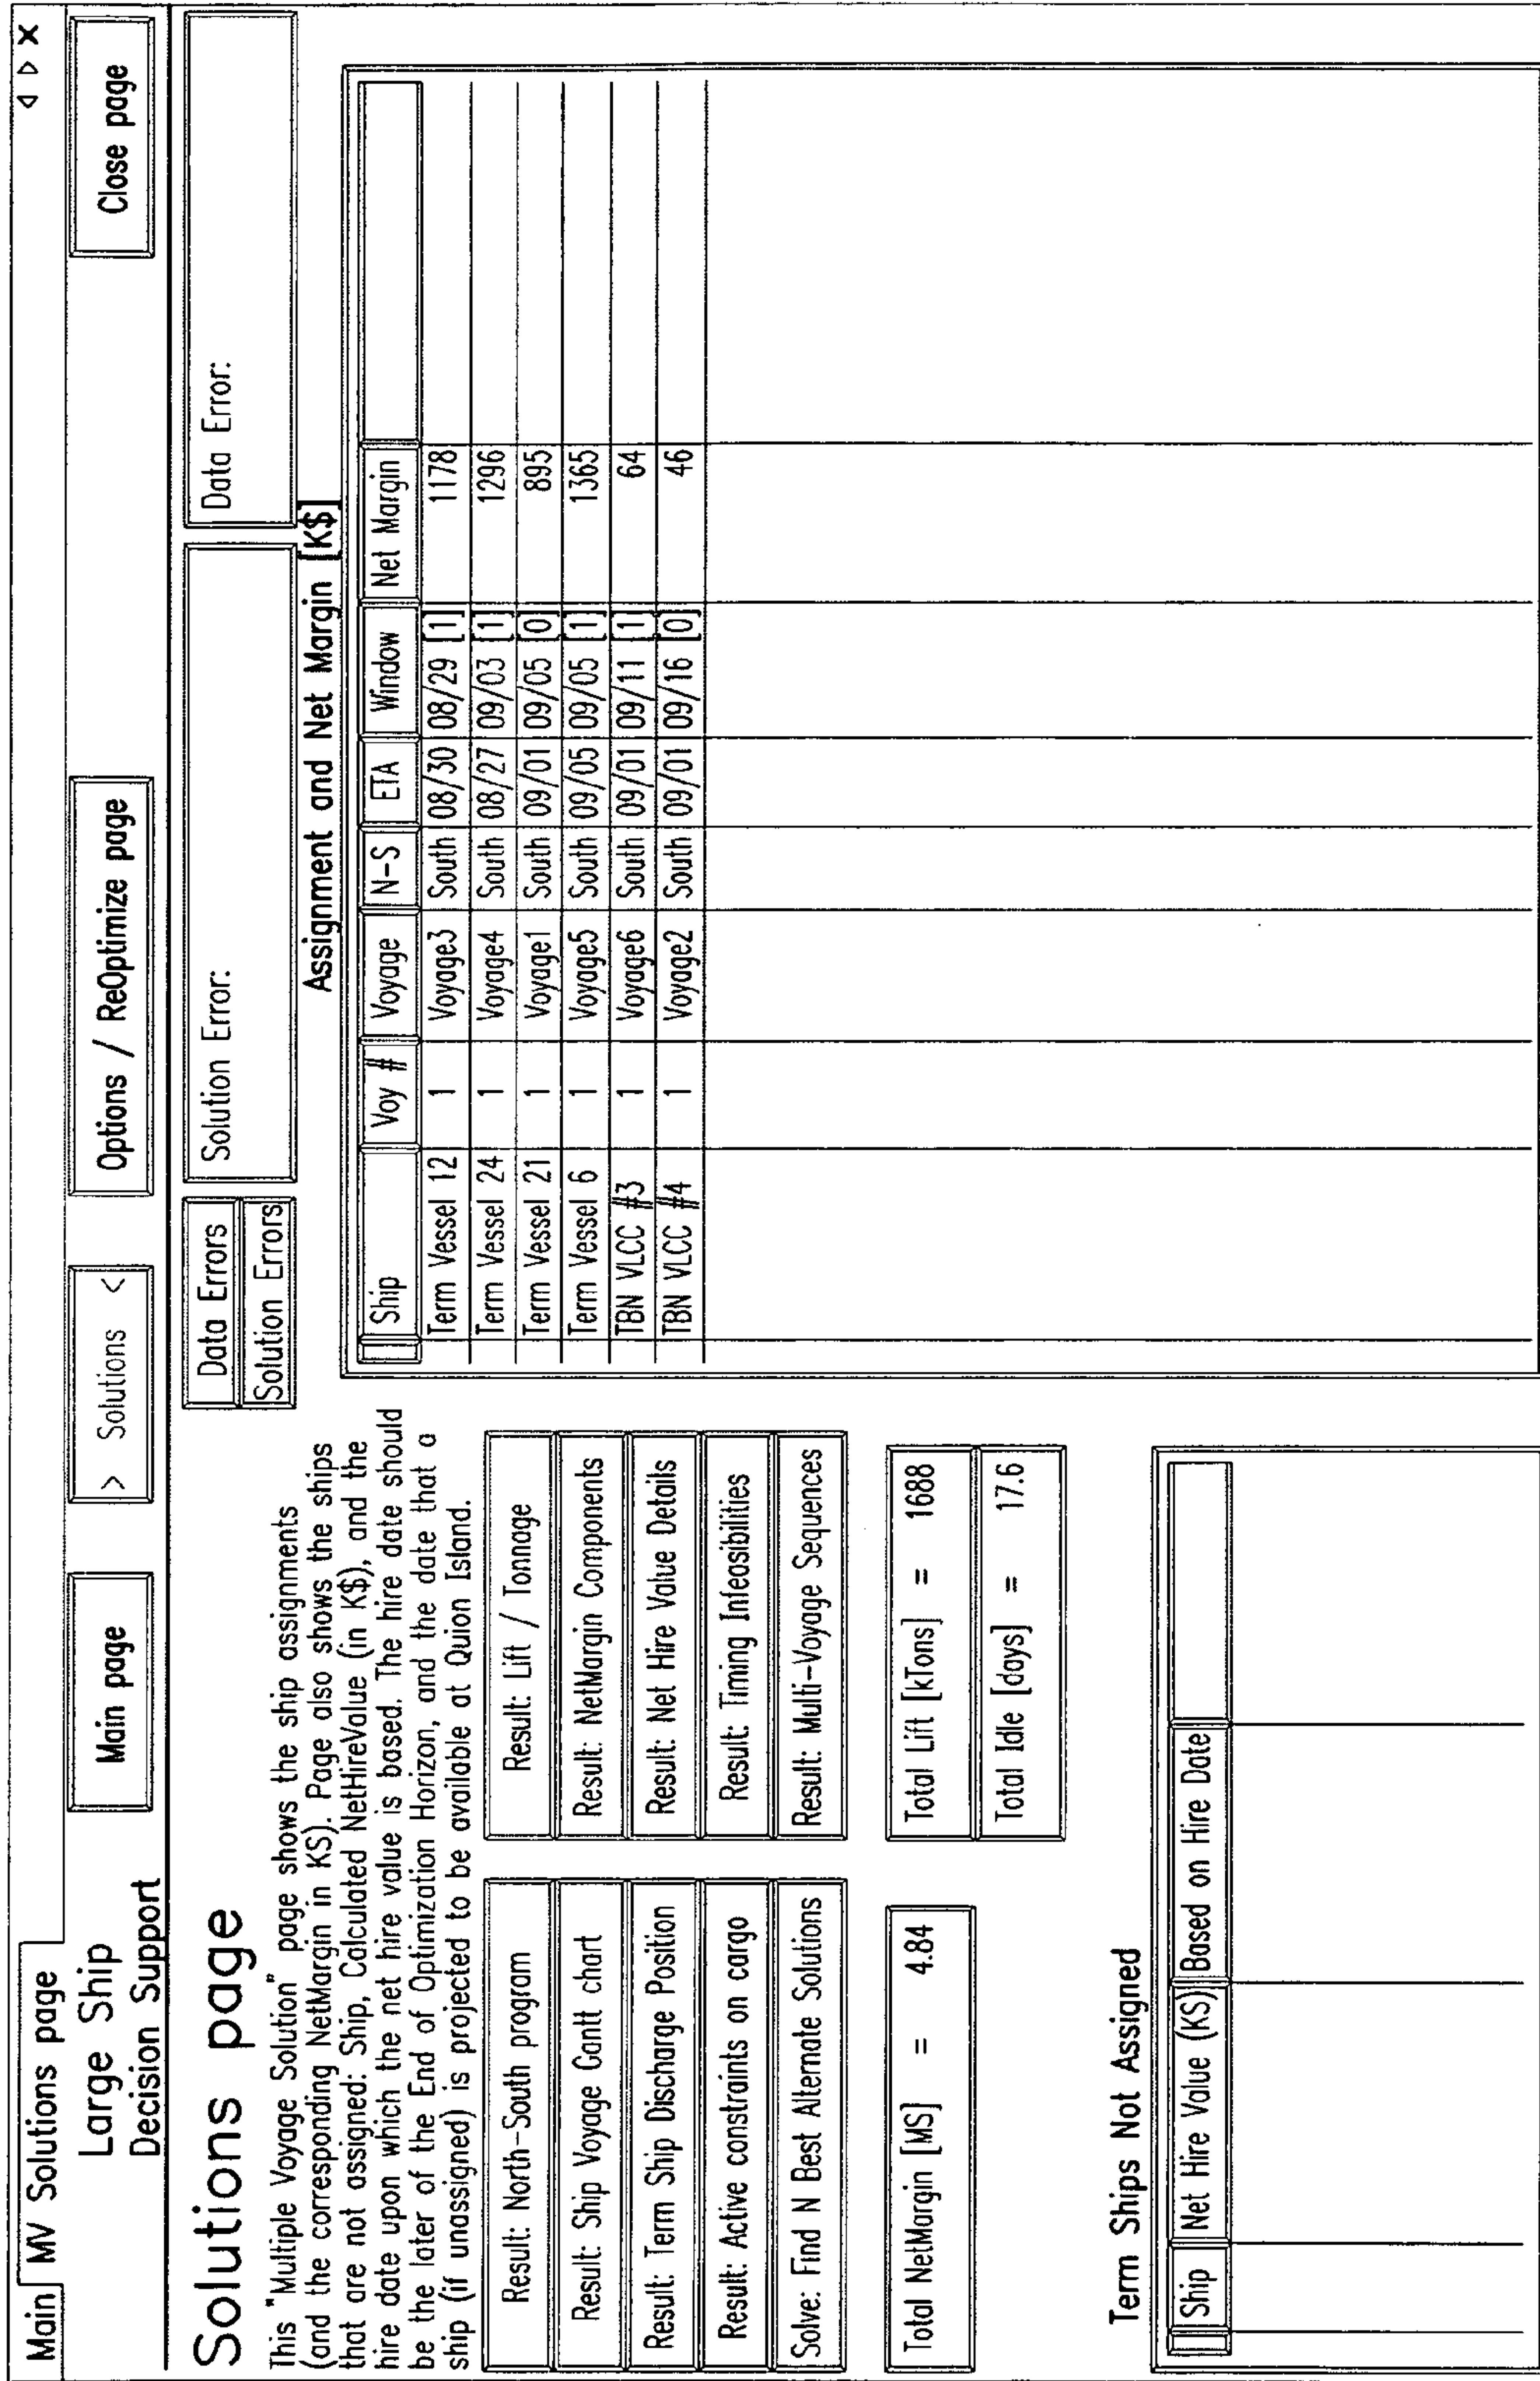 Main MV Solutions page
Large Ship
Decision Support
Main page
> Solutions <
Options / ReOptimize page
Close page
Solutions page
This "Multiple Voyage Solution" page shows the ship assignments
(and the corresponding NetMargin in KS). Page also shows the ships
that are not assigned: Ship, Calculated NetHireValue (in K$), and the
hire date upon which the net hire value is based. The hire date should
be the later of the End of Optimization Horizon, and the date that a
ship (if unassigned) is projected to be available at Quion Island.
Data Errors
Solution Errors
Solution Error:
Data Error:
Result: North-South program
Result: Lift / Tonnage
Result: Ship Voyage Gantt chart
Result: NetMargin Components
Result: Term Ship Discharge Position
Result: Net Hire Value Details
Result: Active constraints on cargo
Result: Timing Infeasibilities
Solve: Find N Best Alternate Solutions
Result: Multi-Voyage Sequences
Total NetMargin [MS] = 4.84
Total Lift [kTons] = 1688
Total Idle [days] = 17.6
Term Ships Not Assigned
Ship Net Hire Value (KS) Based on Hire Date
Assignment and Net Margin [K$]
Ship Voy # Voyage N-S ETA Window Net Margin
Term Vessel 12 1 Voyage3 South 08/30 08/29 [1] 1178
Term Vessel 24 1 Voyage4 South 08/27 09/03 [1] 1296
Term Vessel 21 1 Voyage1 South 09/01 09/05 [0] 895
Term Vessel 6 1 Voyage5 South 09/05 09/05 [1] 1365
TBN VLCC #3 1 Voyage6 South 09/01 09/11 [1] 64
TBN VLCC #4 1 Voyage2 South 09/01 09/16 [0] 46